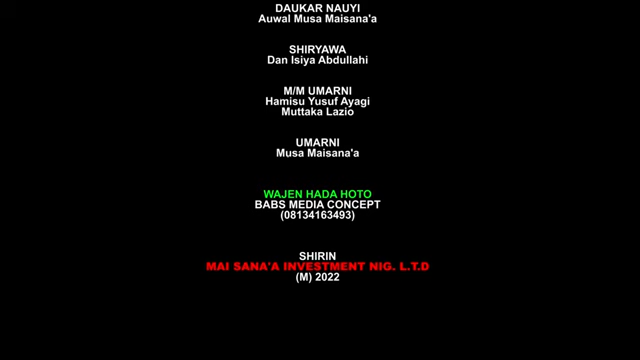 DAUKAR NAUYI
Auwal Musa Maisana'a
SHIRYAWA
Dan Isiya Abdullahi
M/M UMARNI
Hamisu Yusuf Ayagi
Muttaka Lazio
UMARNI
Musa Maisana'a
WAJEN HADA HOTO
BABS MEDIA CONCEPT
(08134163493)
SHIRIN
MAI SANA'A INVESTMENT NIG. L.T.D
(M) 2022